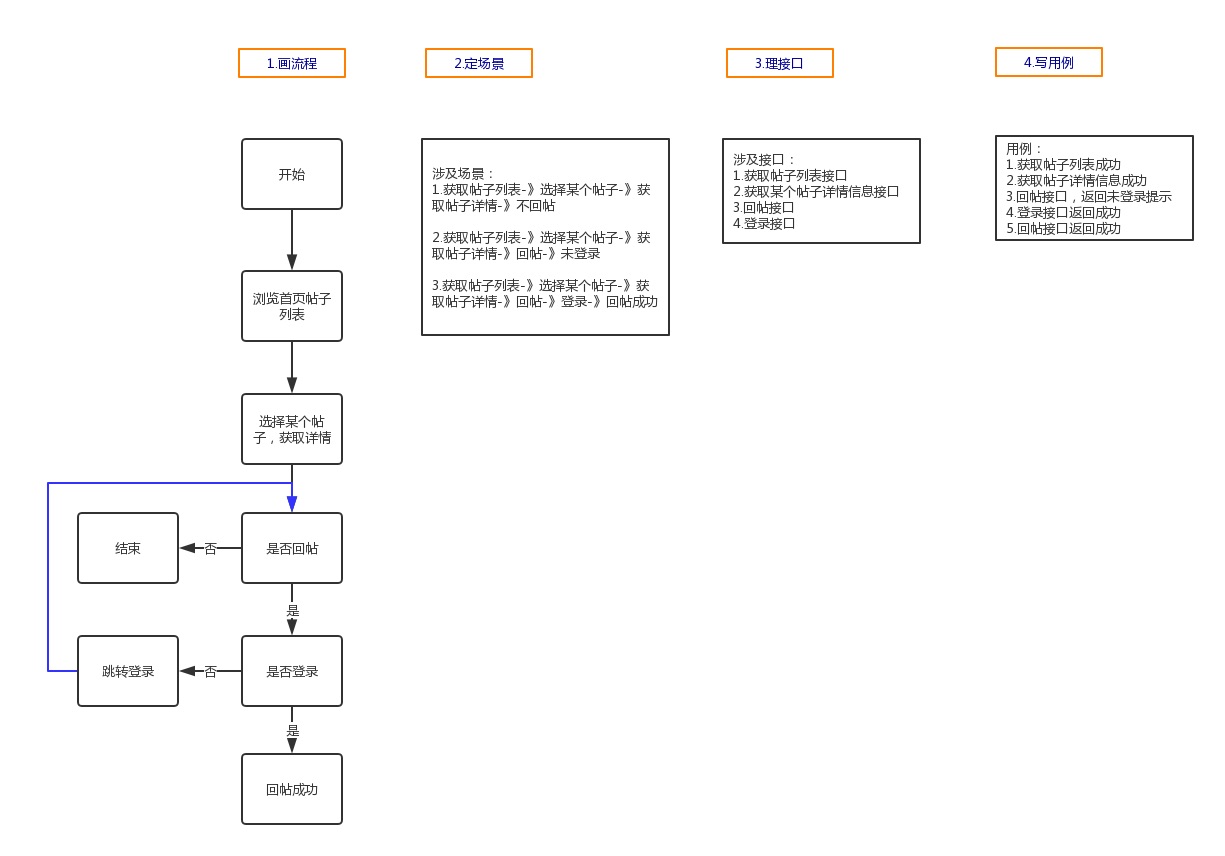 1.画流程
2.定场景
3.理接口
4.写用例
开始
浏览首页帖子
列表
选择某个帖
子，获取详情
是否回帖
否
结束
是
是否登录
否
跳转登录
是
回帖成功
涉及场景：
1.获取帖子列表-》选择某个帖子-》获
取帖子详情-》不回帖
2.获取帖子列表-》选择某个帖子-》获
取帖子详情-》回帖-》未登录
3.获取帖子列表-》选择某个帖子-》获
取帖子详情-》回帖-》登录-》回帖成功
涉及接口：
1.获取帖子列表接口
2.获取某个帖子详情信息接口
3.回帖接口
4.登录接口
用例：
1.获取帖子列表成功
2.获取帖子详情信息成功
3.回帖接口，返回未登录提示
4.登录接口返回成功
5.回帖接口返回成功